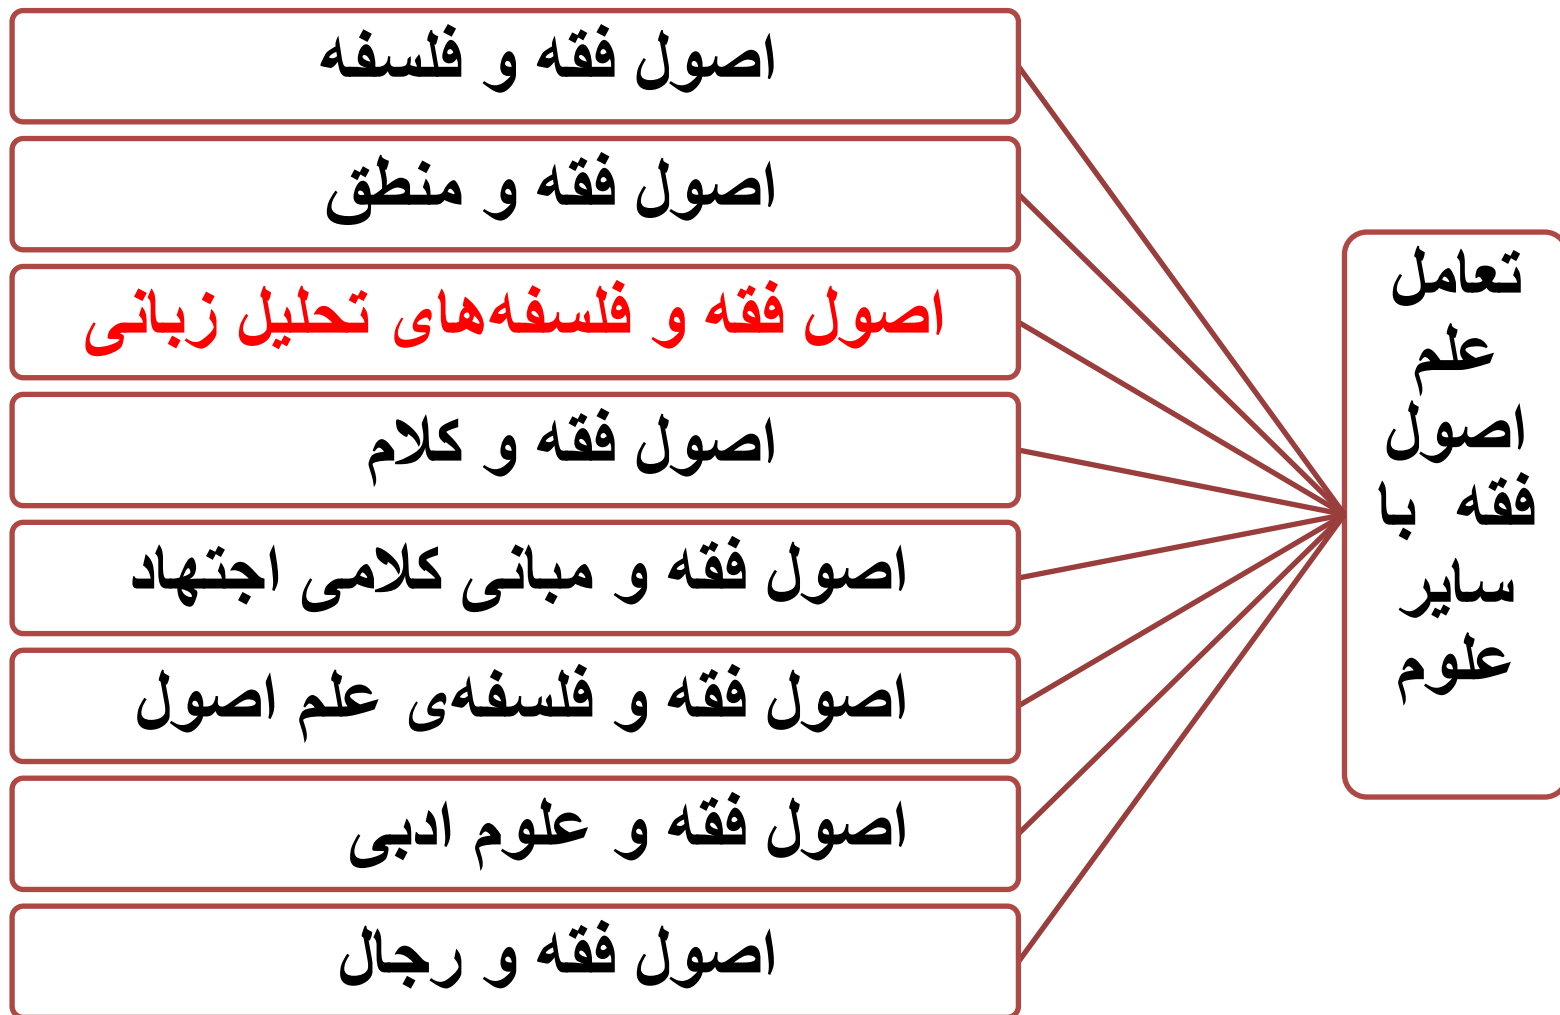 تعامل
علم
اصول
فقه با
سایر
علوم
اصول فقه و فلسفه
اصول فقه و منطق
اصول فقه و فلسفه‌های تحلیل زبانی
اصول فقه و کلام
اصول فقه و مبانی کلامی اجتهاد
اصول فقه و فلسفه‌ی علم اصول
اصول فقه و علوم ادبی
اصول فقه و رجال